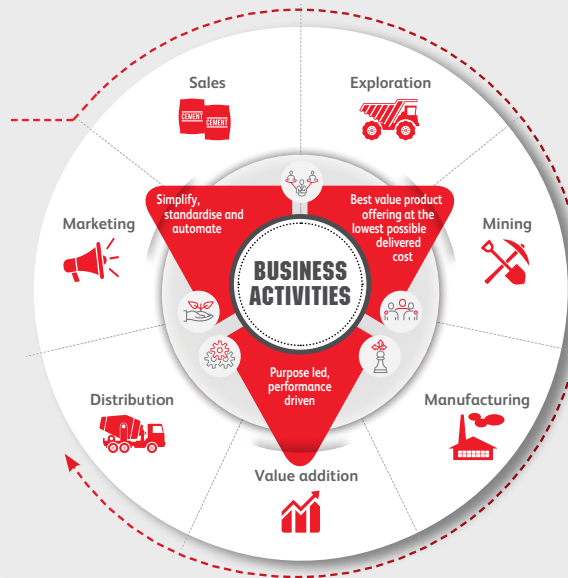 Sales
CEMENT
CEMENT
Exploration
Mining
Manufacturing
Value addition
Distribution
Marketing
Simplify,
standardise and
automate
Best value product
offering at the
lowest possible
delivered
cost
BUSINESS
ACTIVITIES
Purpose led,
performance
driven